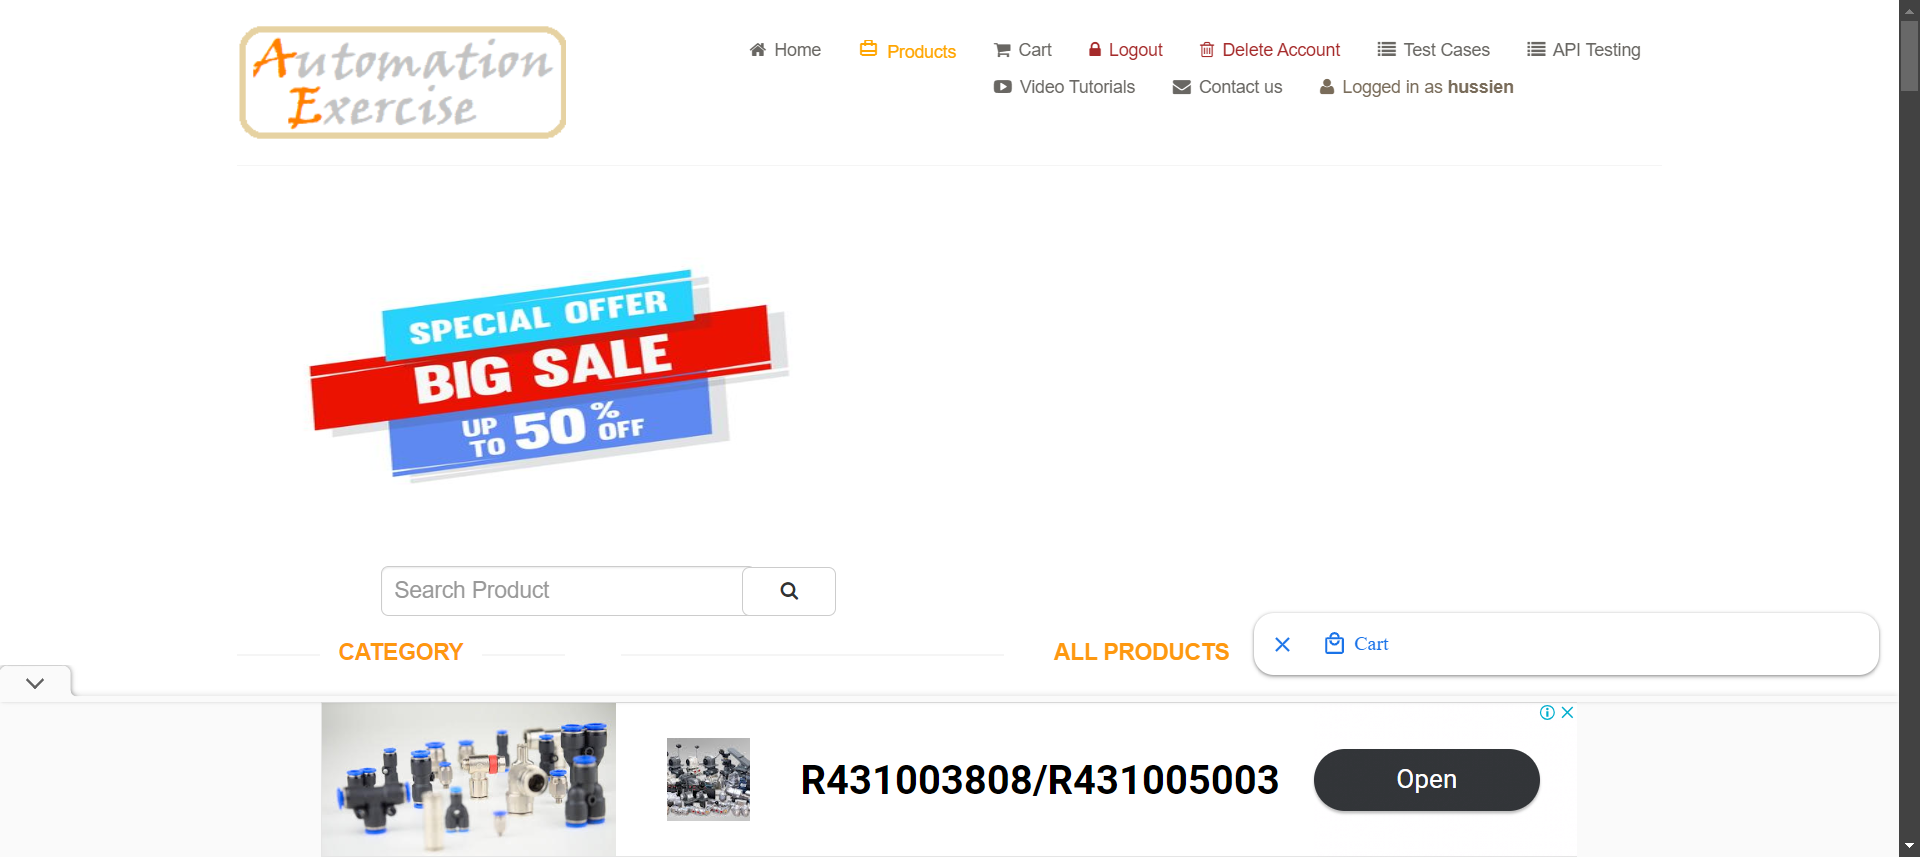 Automation
Exercise
Home
Products
Cart
Logout
Delete Account
Test Cases
API Testing
Video Tutorials
Contact us
Logged in as hussien
SPECIAL OFFER
BIG SALE
UP TO 50% OFF
Search Product
CATEGORY
ALL PRODUCTS
Cart
R431003808/R431005003
Open